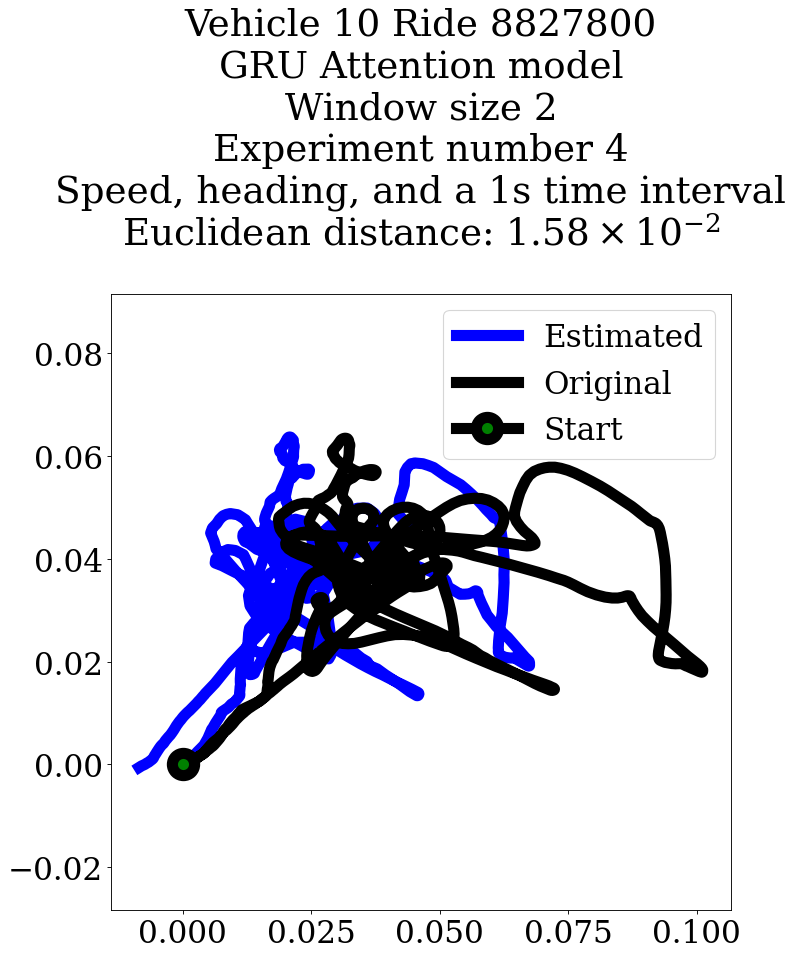 Vehicle 10 Ride 8827800
GRU Attention model
Window size 2
Experiment number 4
Speed, heading, and a 1s time interval
Euclidean distance: 1.58 × 10⁻²
Estimated
Original
Start
0.08
0.06
0.04
0.02
0.00
−0.02
0.000 0.025 0.050 0.075 0.100